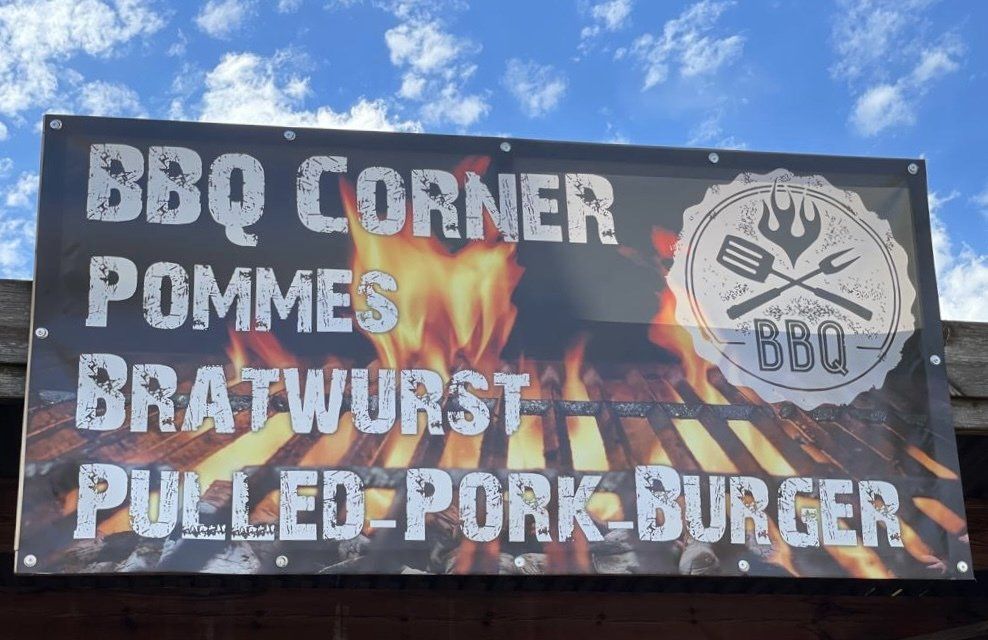 BBQ CORNER
POMMES
BRATWURST
PULLED-PORK-BURGER
BBQ